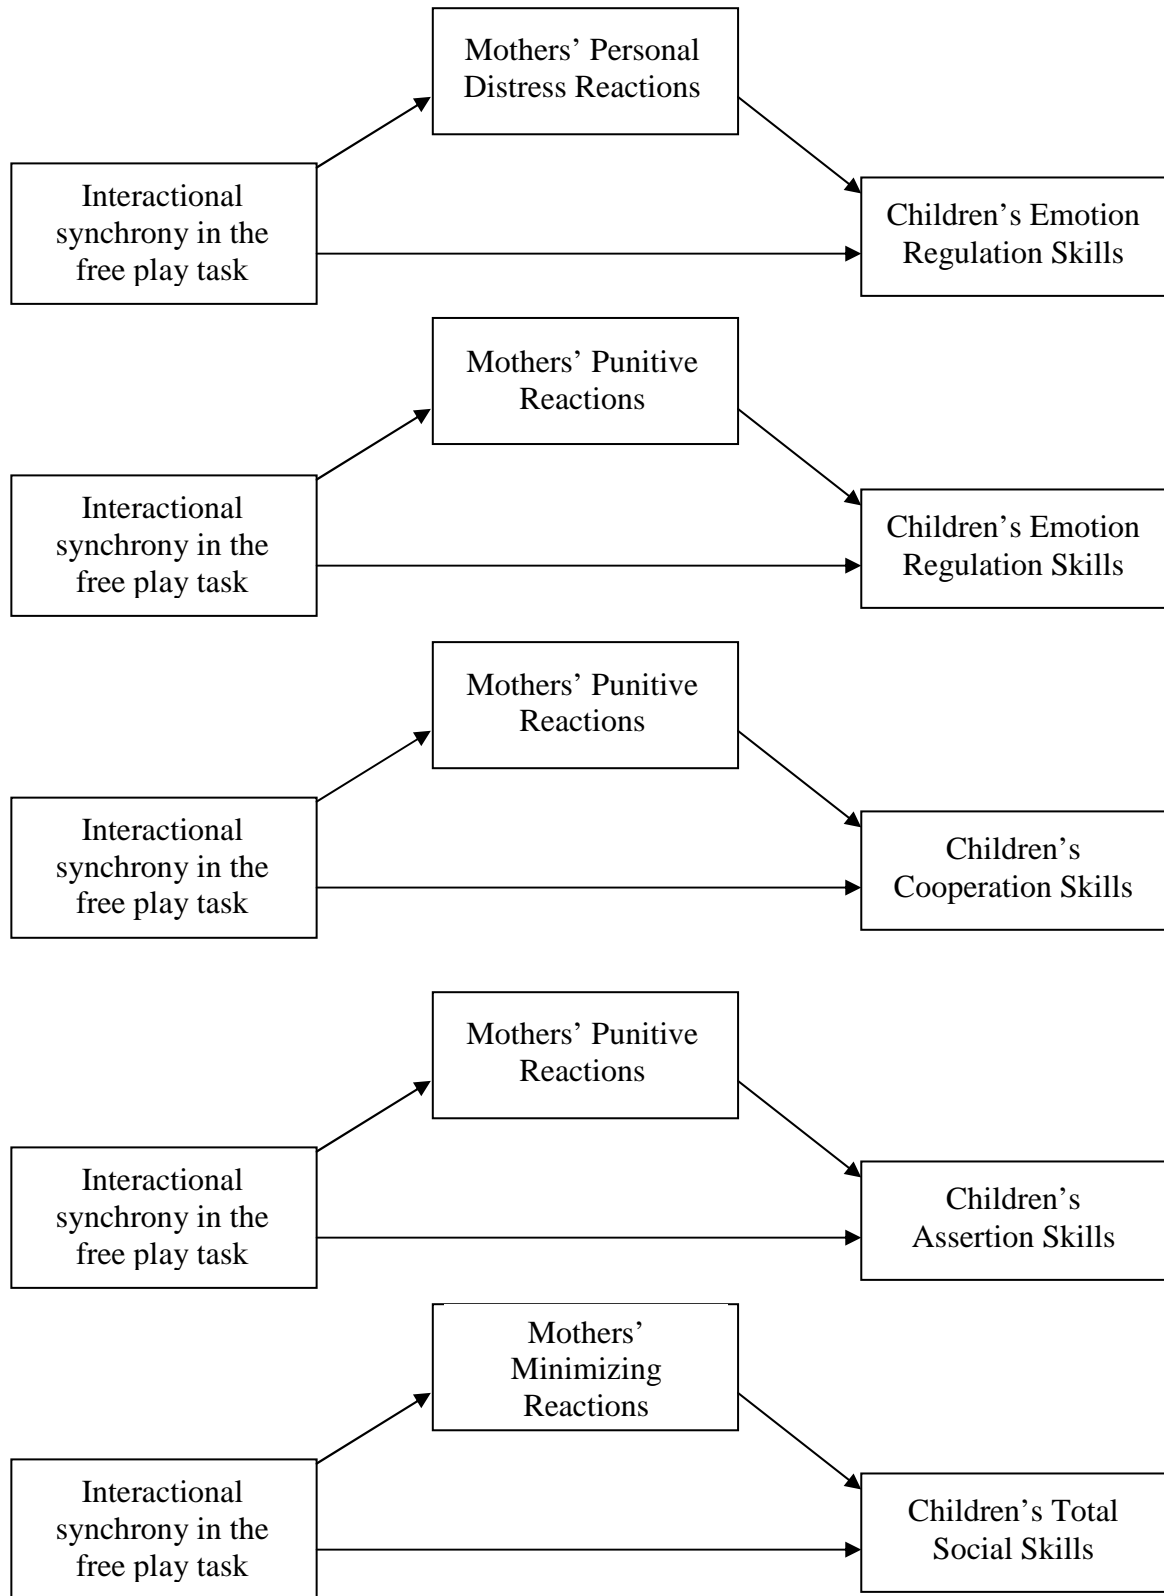 Mothers’ Personal
Distress Reactions
Interactional
synchrony in the
free play task
Children’s Emotion
Regulation Skills
Mothers’ Punitive
Reactions
Interactional
synchrony in the
free play task
Children’s Emotion
Regulation Skills
Mothers’ Punitive
Reactions
Interactional
synchrony in the
free play task
Children’s
Cooperation Skills
Mothers’ Punitive
Reactions
Interactional
synchrony in the
free play task
Children’s
Assertion Skills
Mothers’
Minimizing
Reactions
Interactional
synchrony in the
free play task
Children’s Total
Social Skills